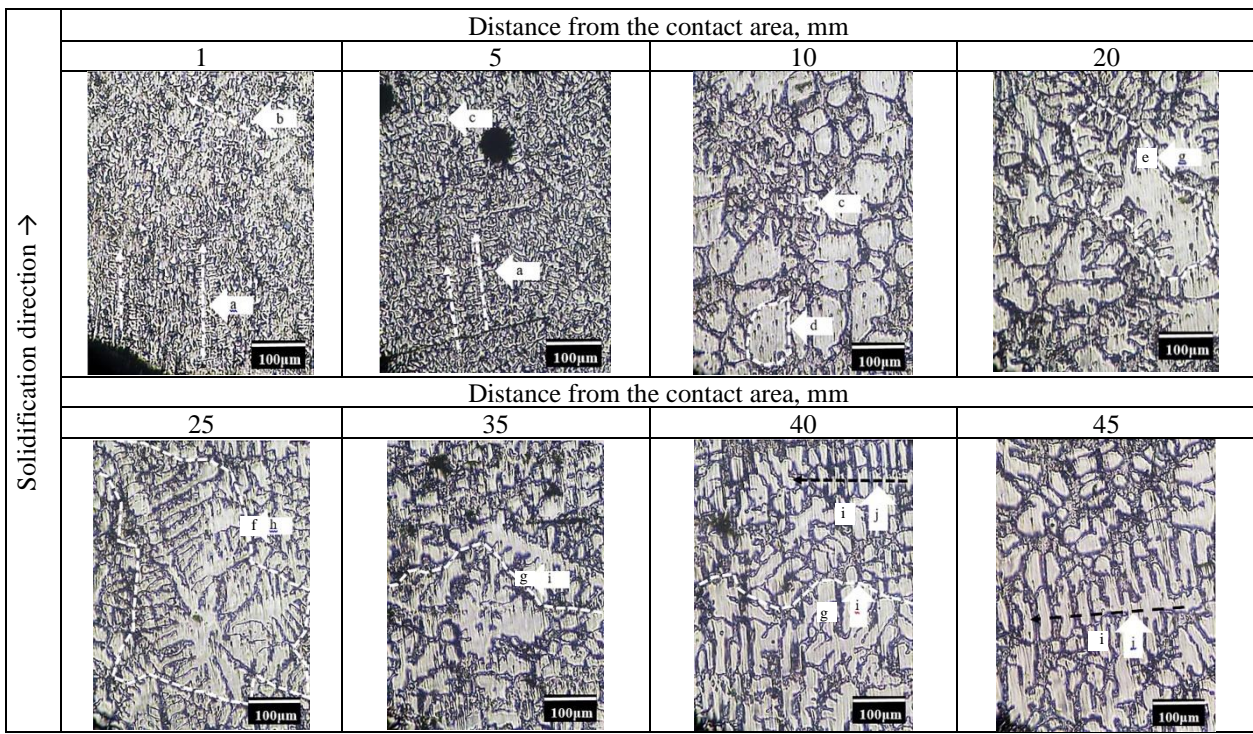 Solidification direction →
Distance from the contact area, mm
1 5 10 20
b
a
100µm
c
a
100µm
c
d
100µm
e g
100µm
Distance from the contact area, mm
25 35 40 45
f h
100µm
g i
100µm
i j
g i
100µm
i j
100µm